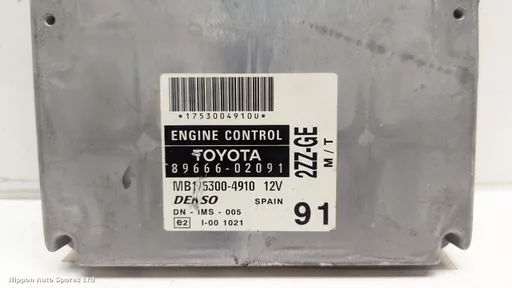 *1753004910U*
ENGINE CONTROL
TOYOTA
89666-02091
MB175300-4910 12V
DENSO SPAIN
DN - IMS - 005
e2 I-00 1021
2ZZ-GE
M/T
91
Nippon Auto Spares Ltd